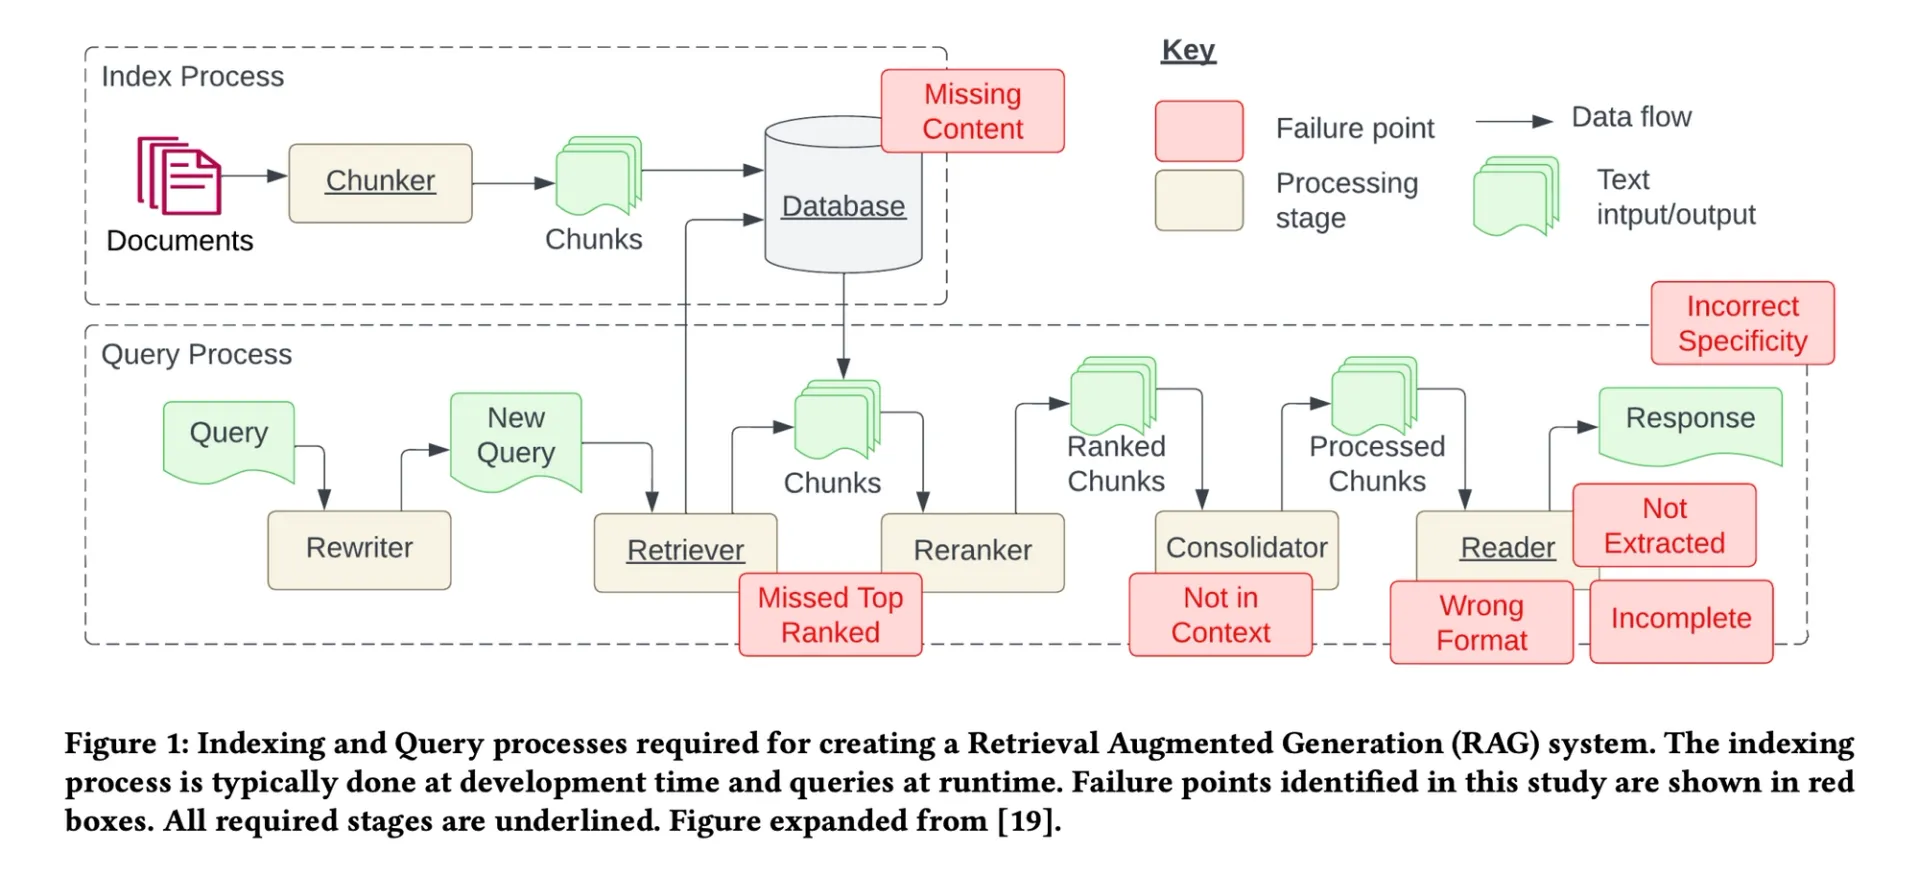 Index Process
Missing
Content
Documents
Chunker
Chunks
Database
Key
Failure point
Data flow
Processing
stage
Text
intput/output
Query Process
Incorrect
Specificity
Query
New
Query
Chunks
Ranked
Chunks
Processed
Chunks
Response
Rewriter
Retriever
Reranker
Consolidator
Reader
Not
Extracted
Missed Top
Ranked
Not in
Context
Wrong
Format
Incomplete
Figure 1: Indexing and Query processes required for creating a Retrieval Augmented Generation (RAG) system. The indexing
process is typically done at development time and queries at runtime. Failure points identified in this study are shown in red
boxes. All required stages are underlined. Figure expanded from [19].